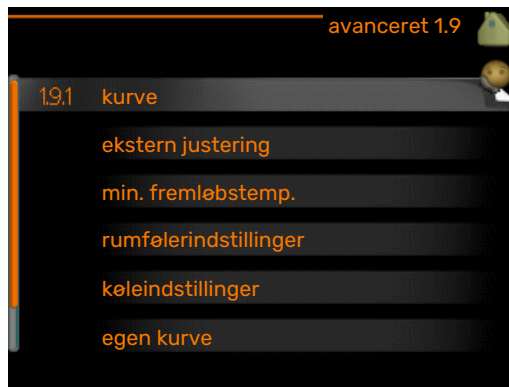 avanceret 1.9
1.9.1 kurve
ekstern justering
min. fremløbstemp.
rumfølerindstillinger
køleindstillinger
egen kurve